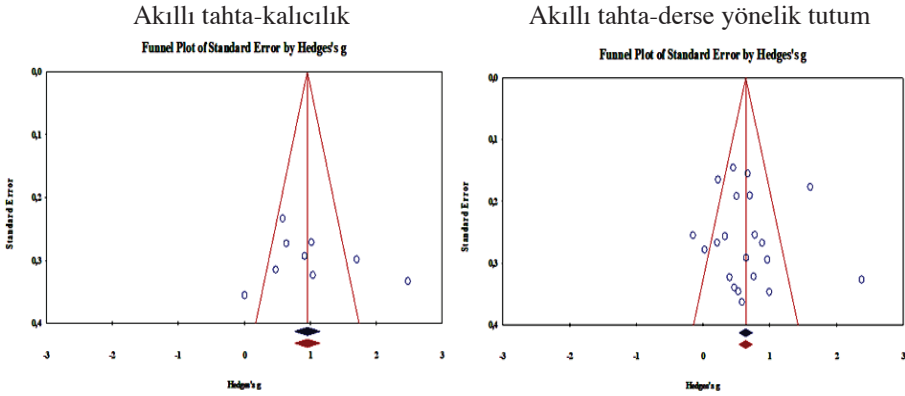 Akıllı tahta-kalıcılık
Funnel Plot of Standard Error by Hedges's g
0,0
0,1
0,2
0,3
0,4
Standard Error
-3 -2 -1 0 1 2 3
Hedges's g
Akıllı tahta-derse yönelik tutum
Funnel Plot of Standard Error by Hedges's g
0,0
0,1
0,2
0,3
0,4
Standard Error
-3 -2 -1 0 1 2 3
Hedges's g